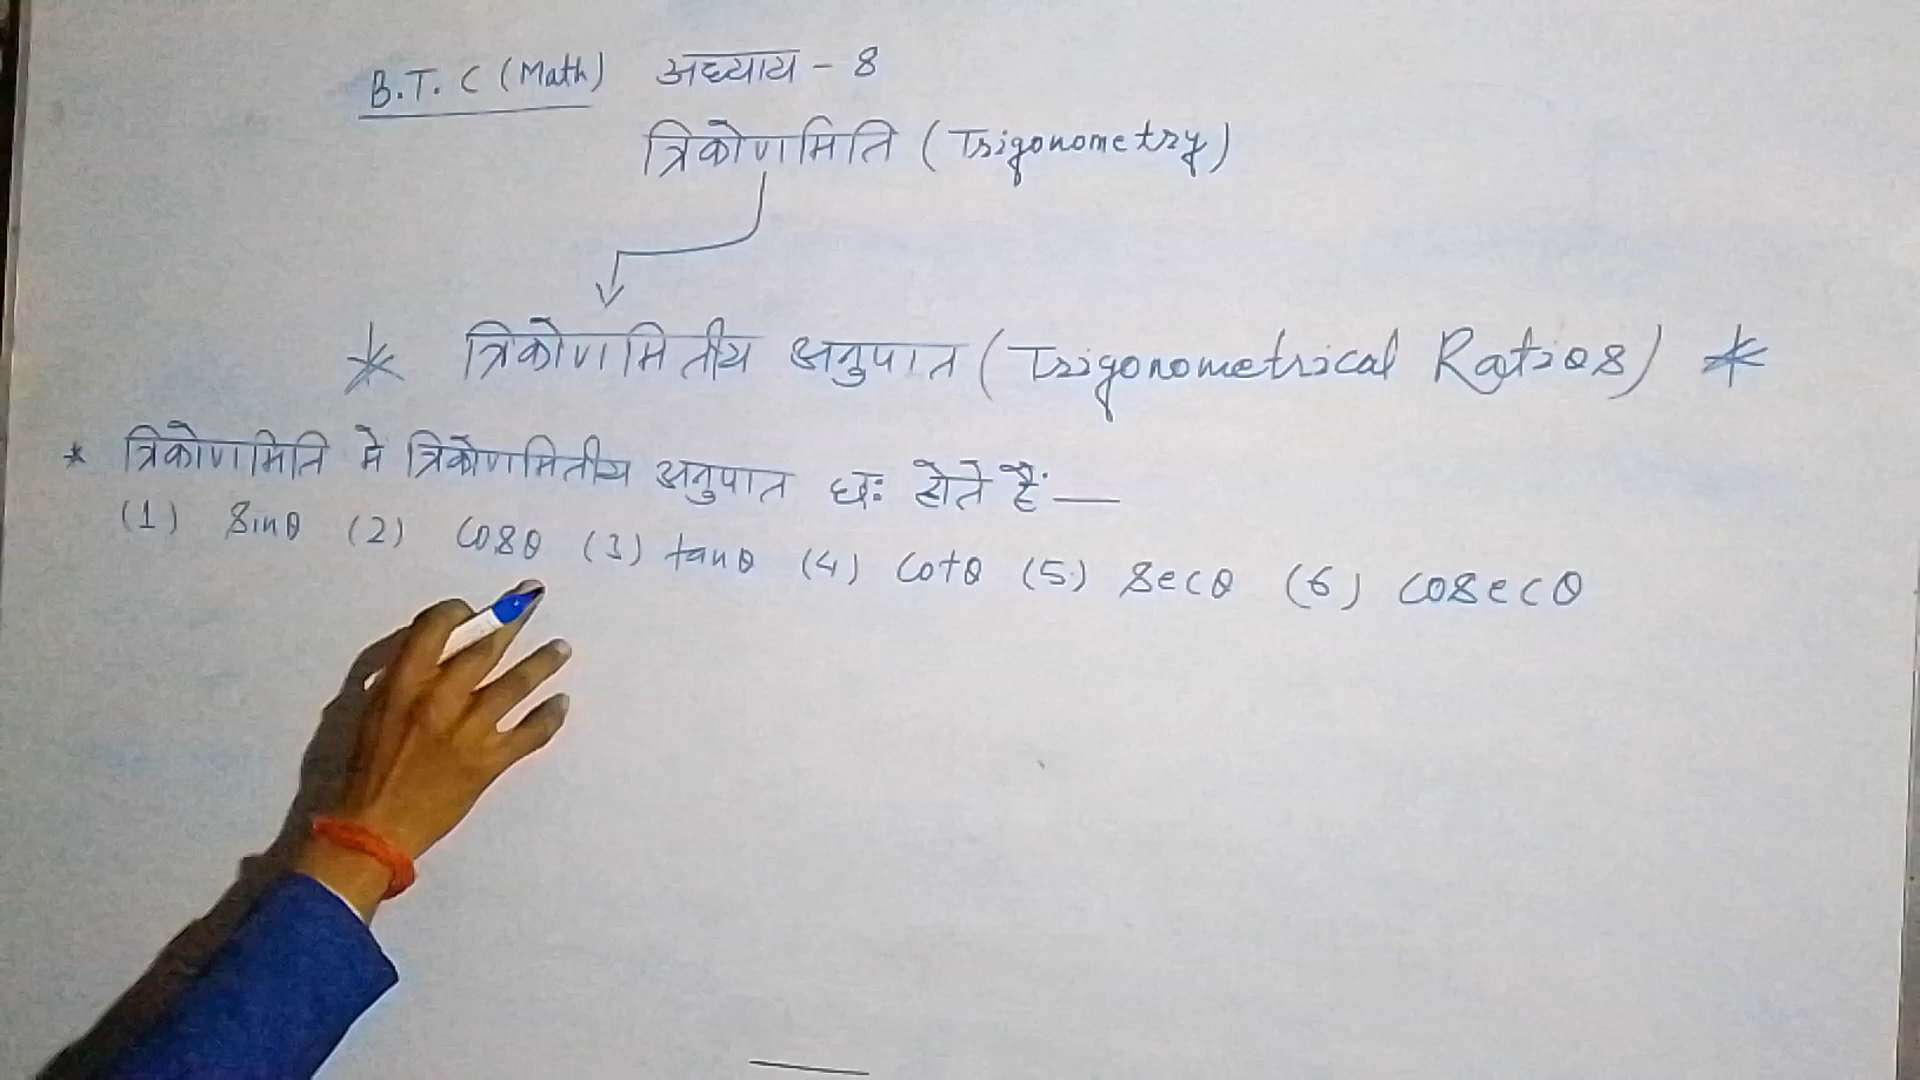 B.T.C (Math) अध्याय - 8
त्रिकोणमिति (Trigonometry)
* त्रिकोणमितीय अनुपात (Trigonometrical Ratios) *
* त्रिकोणमिति मे त्रिकोणमितीय अनुपात छः होते हैं —
(1) Sinθ (2) Cosθ (3) tanθ (4) Cotθ (5) Secθ (6) Cosecθ